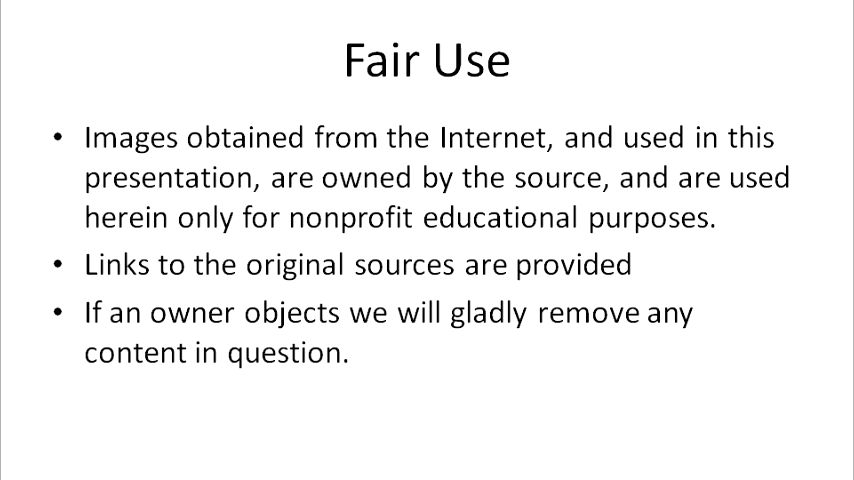 Fair Use
• Images obtained from the Internet, and used in this
presentation, are owned by the source, and are used
herein only for nonprofit educational purposes.
• Links to the original sources are provided
• If an owner objects we will gladly remove any
content in question.